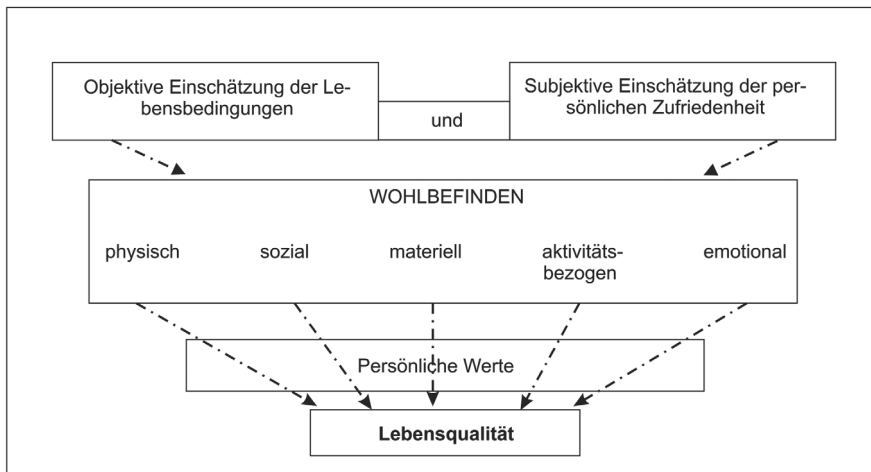 Objektive Einschätzung der Le-
bensbedingungen
und
Subjektive Einschätzung der per-
sönlichen Zufriedenheit
WOHLBEFINDEN
physisch
sozial
materiell
aktivitäts-
bezogen
emotional
Persönliche Werte
Lebensqualität